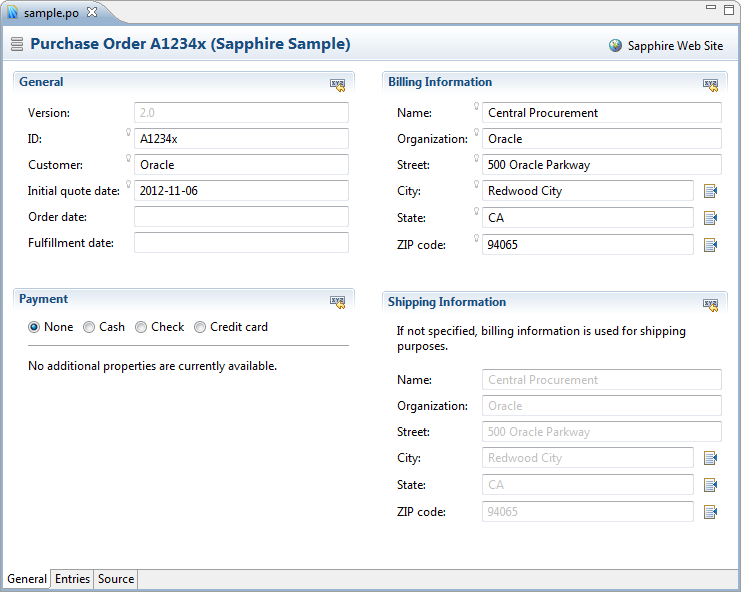 sample.po
Purchase Order A1234x (Sapphire Sample)
Sapphire Web Site
General
Version: 2.0
ID: A1234x
Customer: Oracle
Initial quote date: 2012-11-06
Order date:
Fulfillment date:
Billing Information
Name: Central Procurement
Organization: Oracle
Street: 500 Oracle Parkway
City: Redwood City
State: CA
ZIP code: 94065
Payment
None Cash Check Credit card
No additional properties are currently available.
Shipping Information
If not specified, billing information is used for shipping
purposes.
Name: Central Procurement
Organization: Oracle
Street: 500 Oracle Parkway
City: Redwood City
State: CA
ZIP code: 94065
General Entries Source